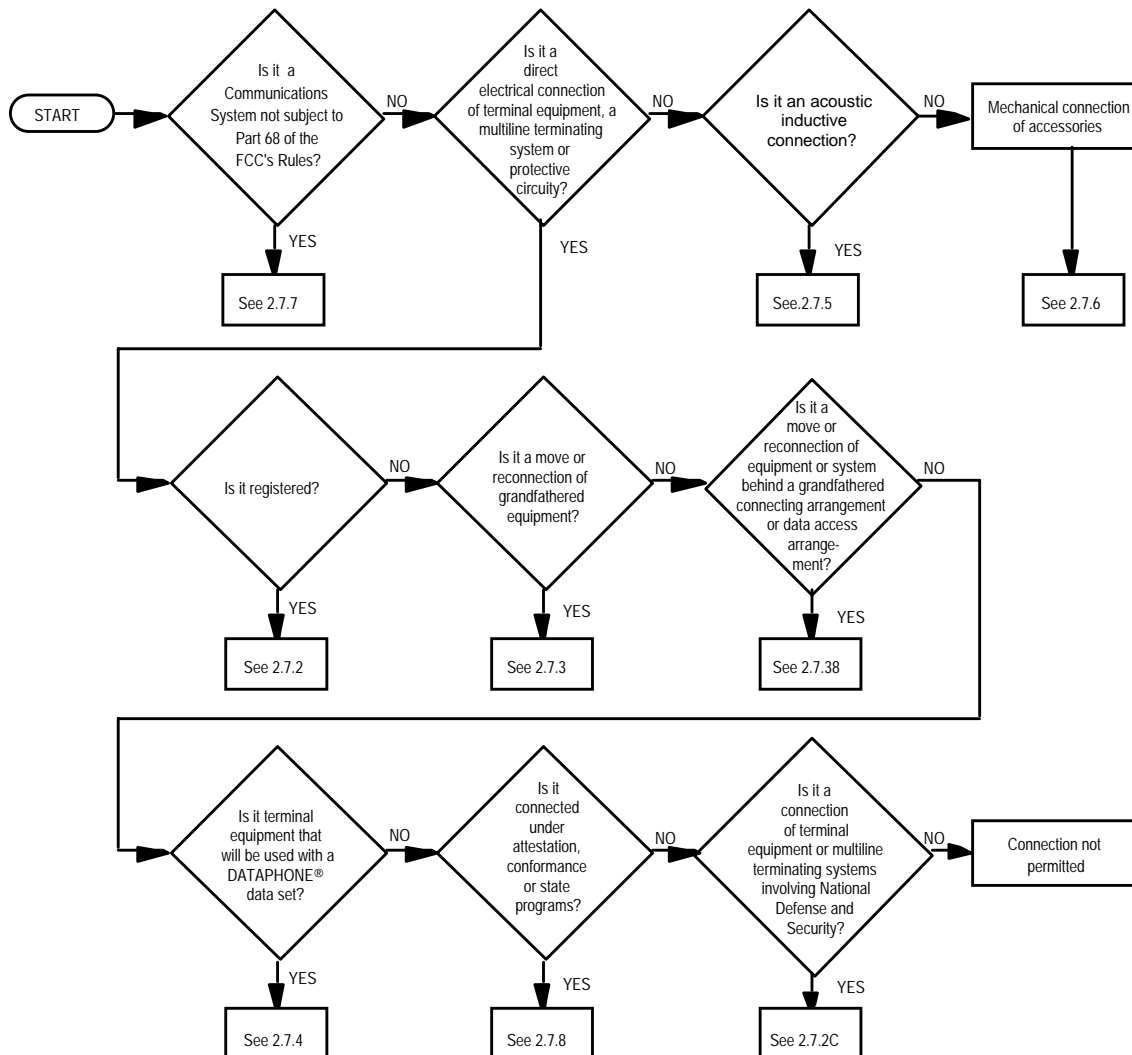 START
Is it a
Communications
System not subject to
Part 68 of the
FCC's Rules?
NO
YES
See 2.7.7
Is it a
direct
electrical connection
of terminal equipment, a
multiline terminating
system or
protective
circuity?
NO
YES
Is it an acoustic
inductive
connection?
NO
YES
See.2.7.5
Mechanical connection
of accessories
See 2.7.6
Is it registered?
NO
YES
See 2.7.2
Is it a move or
reconnection of
grandfathered
equipment?
NO
YES
See 2.7.3
Is it a
move or
reconnection of
equipment or system
behind a grandfathered
connecting arrangement
or data access
arrange-
ment?
NO
YES
See 2.7.38
Is it terminal
equipment that
will be used with a
DATAPHONE®
data set?
NO
YES
See 2.7.4
Is it
connected
under
attestation,
conformance
or state
programs?
NO
YES
See 2.7.8
Is it a
connection
of terminal
equipment or multiline
terminating systems
involving National
Defense and
Security?
NO
YES
See 2.7.2C
Connection not
permitted